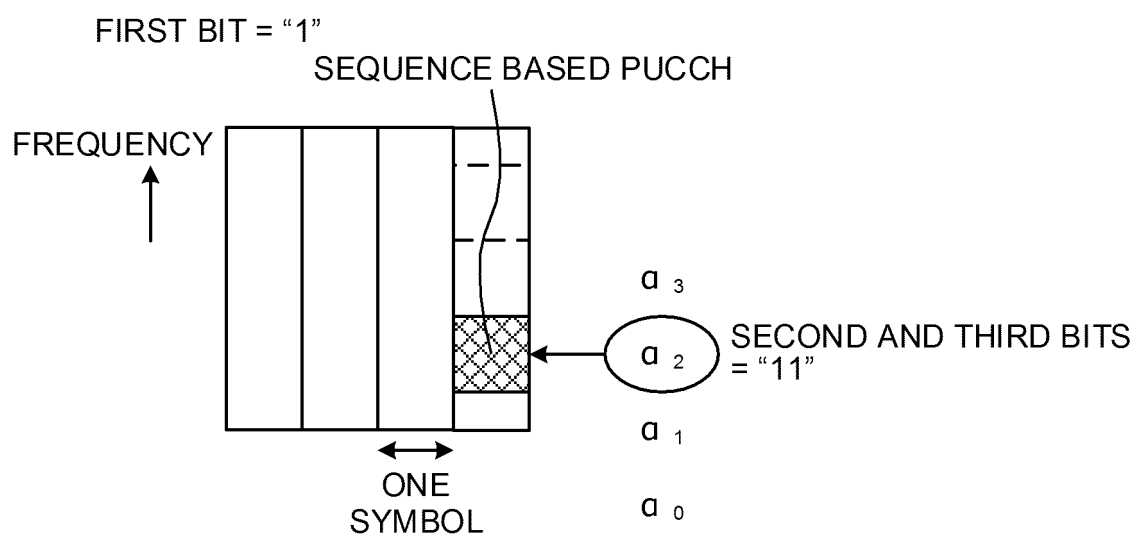 FIRST BIT = “1”
SEQUENCE BASED PUCCH
FREQUENCY
α 3
α 2
SECOND AND THIRD BITS
= “11”
α 1
ONE
SYMBOL
α 0